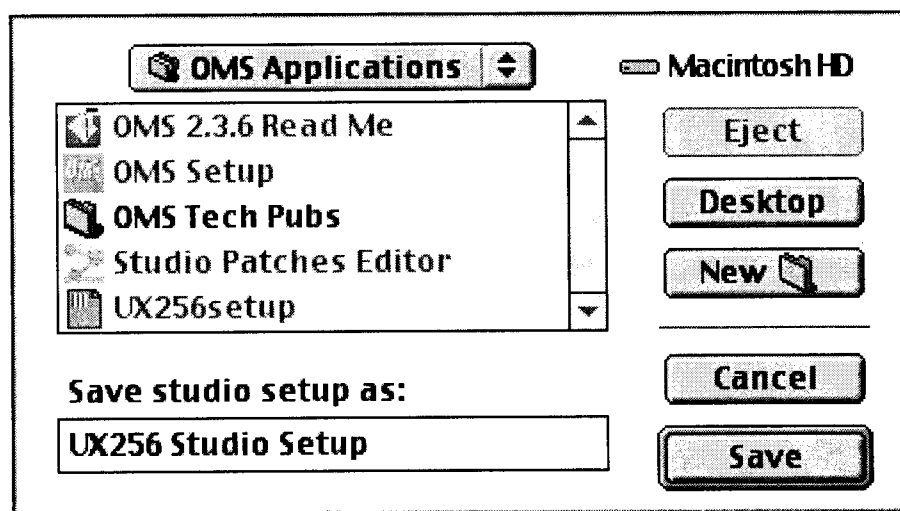 OMS Applications
Macintosh HD
OMS 2.3.6 Read Me
OMS Setup
OMS Tech Pubs
Studio Patches Editor
UX256setup
Eject
Desktop
New
Save studio setup as:
UX256 Studio Setup
Cancel
Save